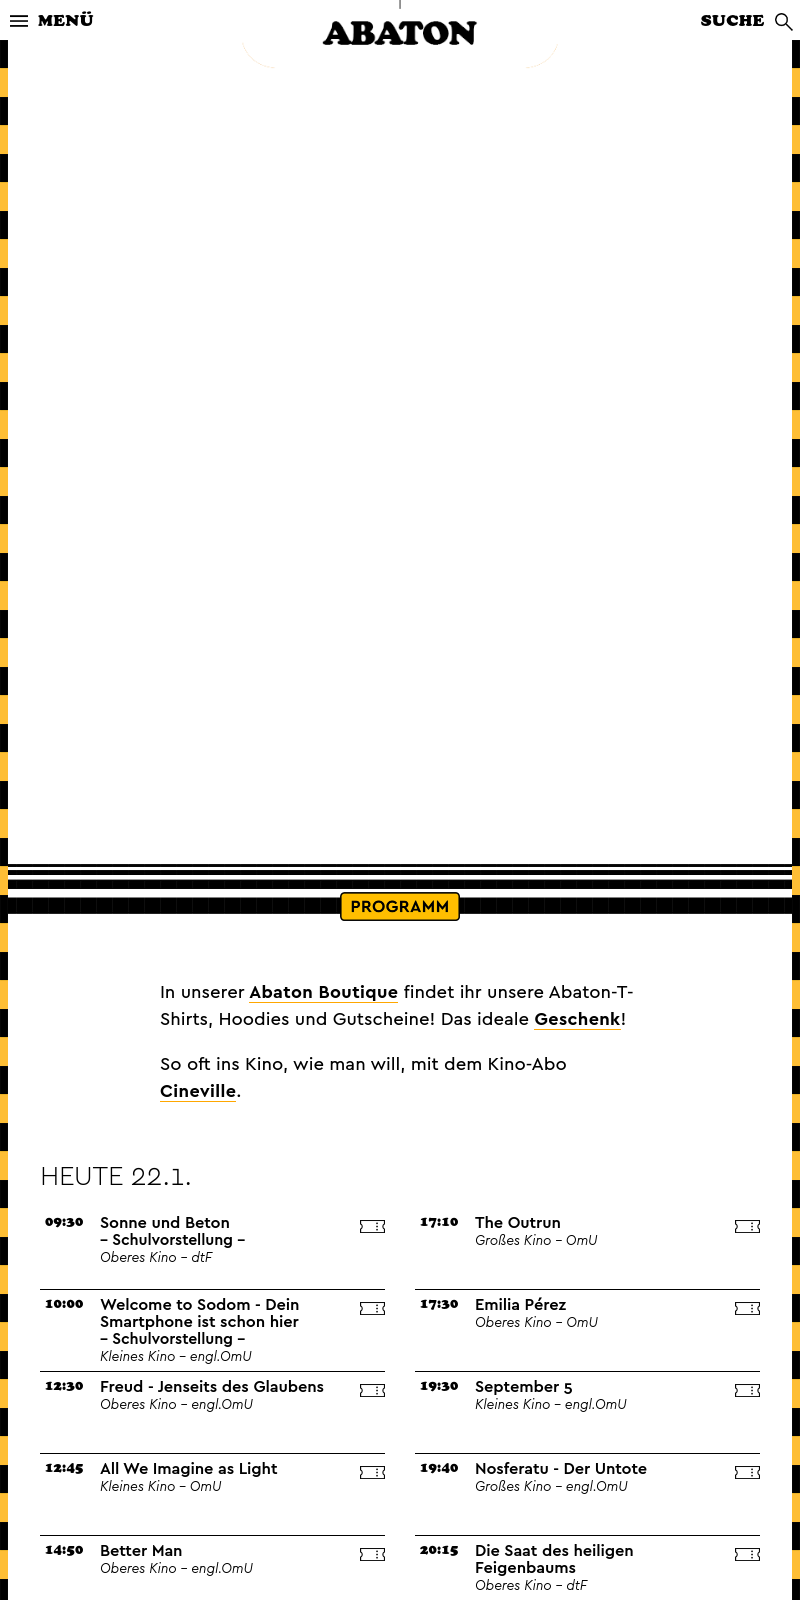 MENÜ
ABATON
SUCHE
PROGRAMM
In unserer Abaton Boutique findet ihr unsere Abaton-T-
Shirts, Hoodies und Gutscheine! Das ideale Geschenk!
So oft ins Kino, wie man will, mit dem Kino-Abo
Cineville.
HEUTE 22.1.
09:30 Sonne und Beton
– Schulvorstellung –
Oberes Kino – dtF
10:00 Welcome to Sodom - Dein
Smartphone ist schon hier
– Schulvorstellung –
Kleines Kino – engl.OmU
12:30 Freud - Jenseits des Glaubens
Oberes Kino – engl.OmU
12:45 All We Imagine as Light
Kleines Kino – OmU
14:50 Better Man
Oberes Kino – engl.OmU
17:10 The Outrun
Großes Kino – OmU
17:30 Emilia Pérez
Oberes Kino – OmU
19:30 September 5
Kleines Kino – engl.OmU
19:40 Nosferatu - Der Untote
Großes Kino – engl.OmU
20:15 Die Saat des heiligen
Feigenbaums
Oberes Kino – dtF